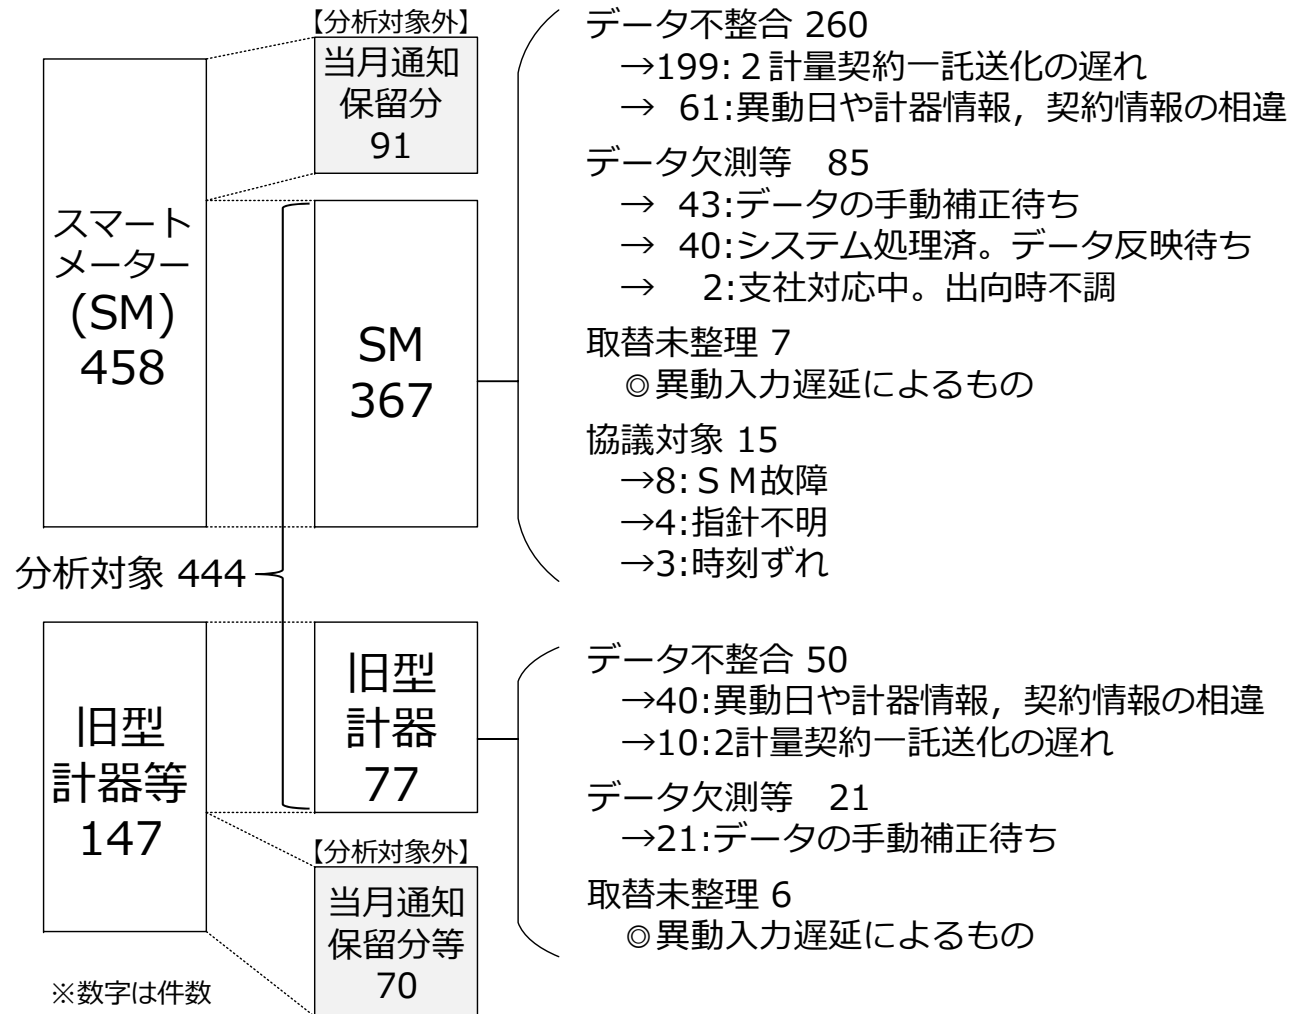 スマート
メーター
(SM)
458
【分析対象外】
当月通知
保留分
91
SM
367
データ不整合 260
→199:２計量契約一託送化の遅れ
→ 61:異動日や計器情報，契約情報の相違
データ欠測等　85
→ 43:データの手動補正待ち
→ 40:システム処理済。データ反映待ち
→　2:支社対応中。出向時不調
取替未整理 7
◎異動入力遅延によるもの
協議対象 15
→8:ＳＭ故障
→4:指針不明
→3:時刻ずれ
分析対象 444
旧型
計器等
147
旧型
計器
77
【分析対象外】
当月通知
保留分等
70
データ不整合 50
→40:異動日や計器情報，契約情報の相違
→10:2計量契約一託送化の遅れ
データ欠測等　21
→21:データの手動補正待ち
取替未整理 6
◎異動入力遅延によるもの
※数字は件数